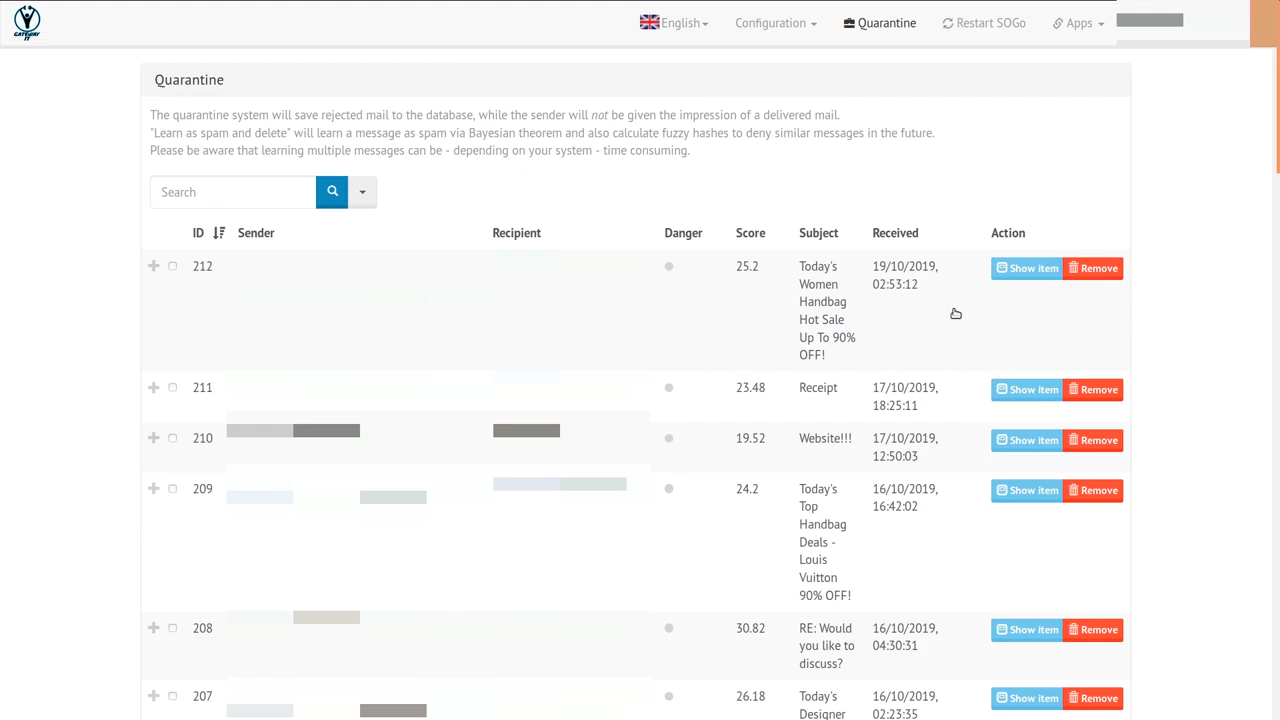 GATEWAY IT
English
Configuration
Quarantine
Restart SOGo
Apps
Quarantine
The quarantine system will save rejected mail to the database, while the sender will not be given the impression of a delivered mail.
"Learn as spam and delete" will learn a message as spam via Bayesian theorem and also calculate fuzzy hashes to deny similar messages in the future.
Please be aware that learning multiple messages can be - depending on your system - time consuming.
Search
ID Sender Recipient Danger Score Subject Received Action
212 25.2 Today's 19/10/2019, Show item Remove
Women 02:53:12
Handbag
Hot Sale
Up To 90%
OFF!
211 23.48 Receipt 17/10/2019, Show item Remove
18:25:11
210 19.52 Website!!! 17/10/2019, Show item Remove
12:50:03
209 24.2 Today's 16/10/2019, Show item Remove
Top 16:42:02
Handbag
Deals -
Louis
Vuitton
90% OFF!
208 30.82 RE: Would 16/10/2019, Show item Remove
you like to 04:30:31
discuss?
207 26.18 Today's 16/10/2019, Show item Remove
Designer 02:23:35